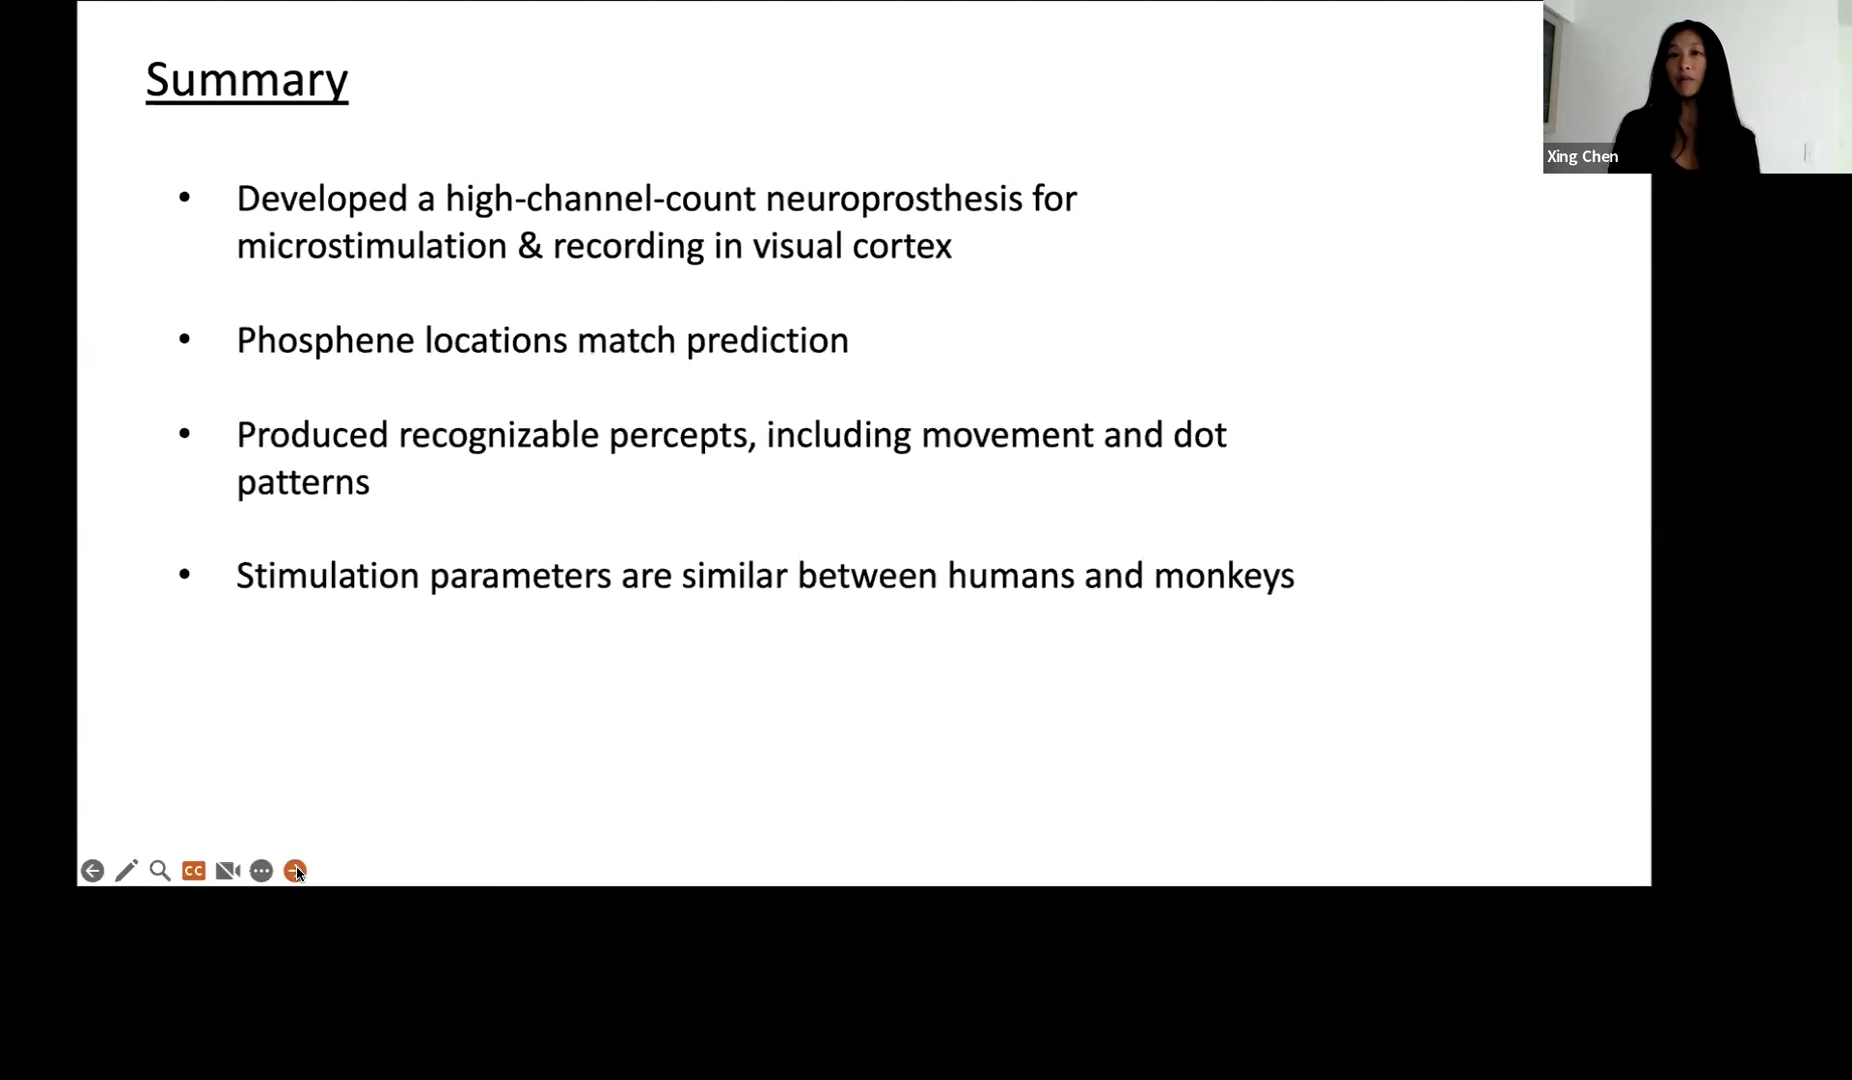 Summary
Xing Chen
• Developed a high-channel-count neuroprosthesis for
microstimulation & recording in visual cortex
• Phosphene locations match prediction
• Produced recognizable percepts, including movement and dot
patterns
• Stimulation parameters are similar between humans and monkeys
CC